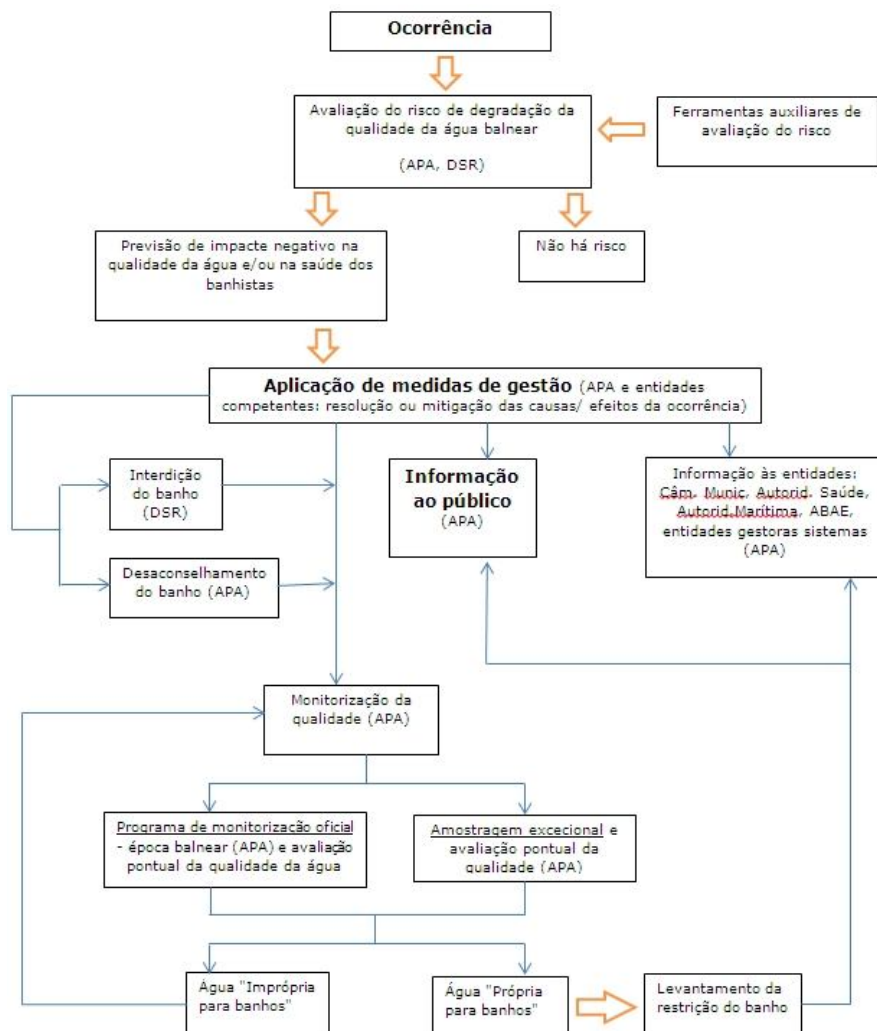 Ocorrência
Avaliação do risco de degradação da
qualidade da água balnear
(APA, DSR)
Ferramentas auxiliares de
avaliação do risco
Previsão de impacte negativo na
qualidade da água e/ou na saúde dos
banhistas
Não há risco
Aplicação de medidas de gestão (APA e entidades
competentes: resolução ou mitigação das causas/ efeitos da ocorrência)
Interdição
do banho
(DSR)
Informação
ao público
(APA)
Informação às entidades:
Câm. Munic, Autorid. Saúde,
Autorid.Marítima, ABAE,
entidades gestoras sistemas
(APA)
Desaconselhamento
do banho (APA)
Monitorização da
qualidade (APA)
Programa de monitorização oficial
- época balnear (APA) e avaliação
pontual da qualidade da água
Amostragem excecional e
avaliação pontual da
qualidade (APA)
Água "Imprópria
para banhos"
Água "Própria
para banhos"
Levantamento da
restrição do banho